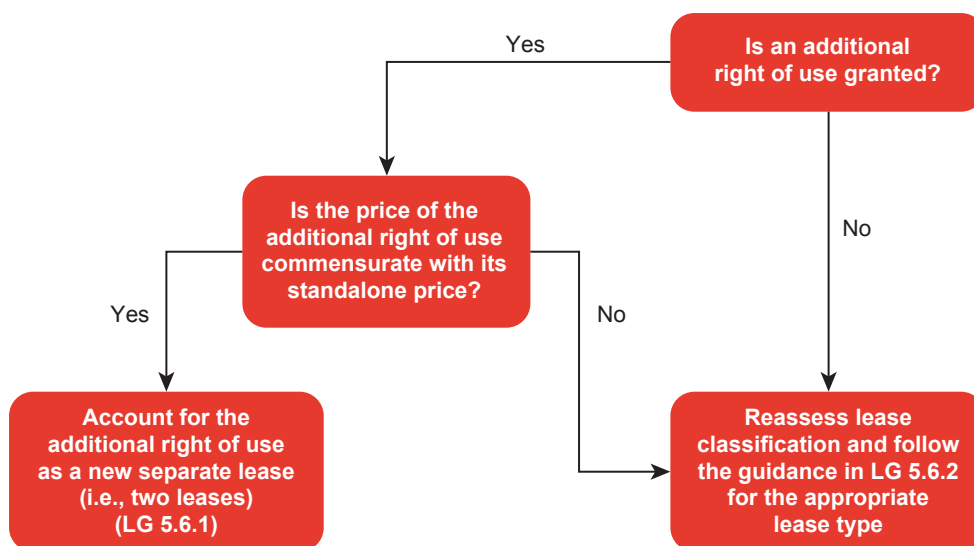 Is an additional
right of use granted?
Yes
Is the price of the
additional right of use
commensurate with its
standalone price?
No
Yes
No
Account for the
additional right of use
as a new separate lease
(i.e., two leases)
(LG 5.6.1)
Reassess lease
classification and follow
the guidance in LG 5.6.2
for the appropriate
lease type